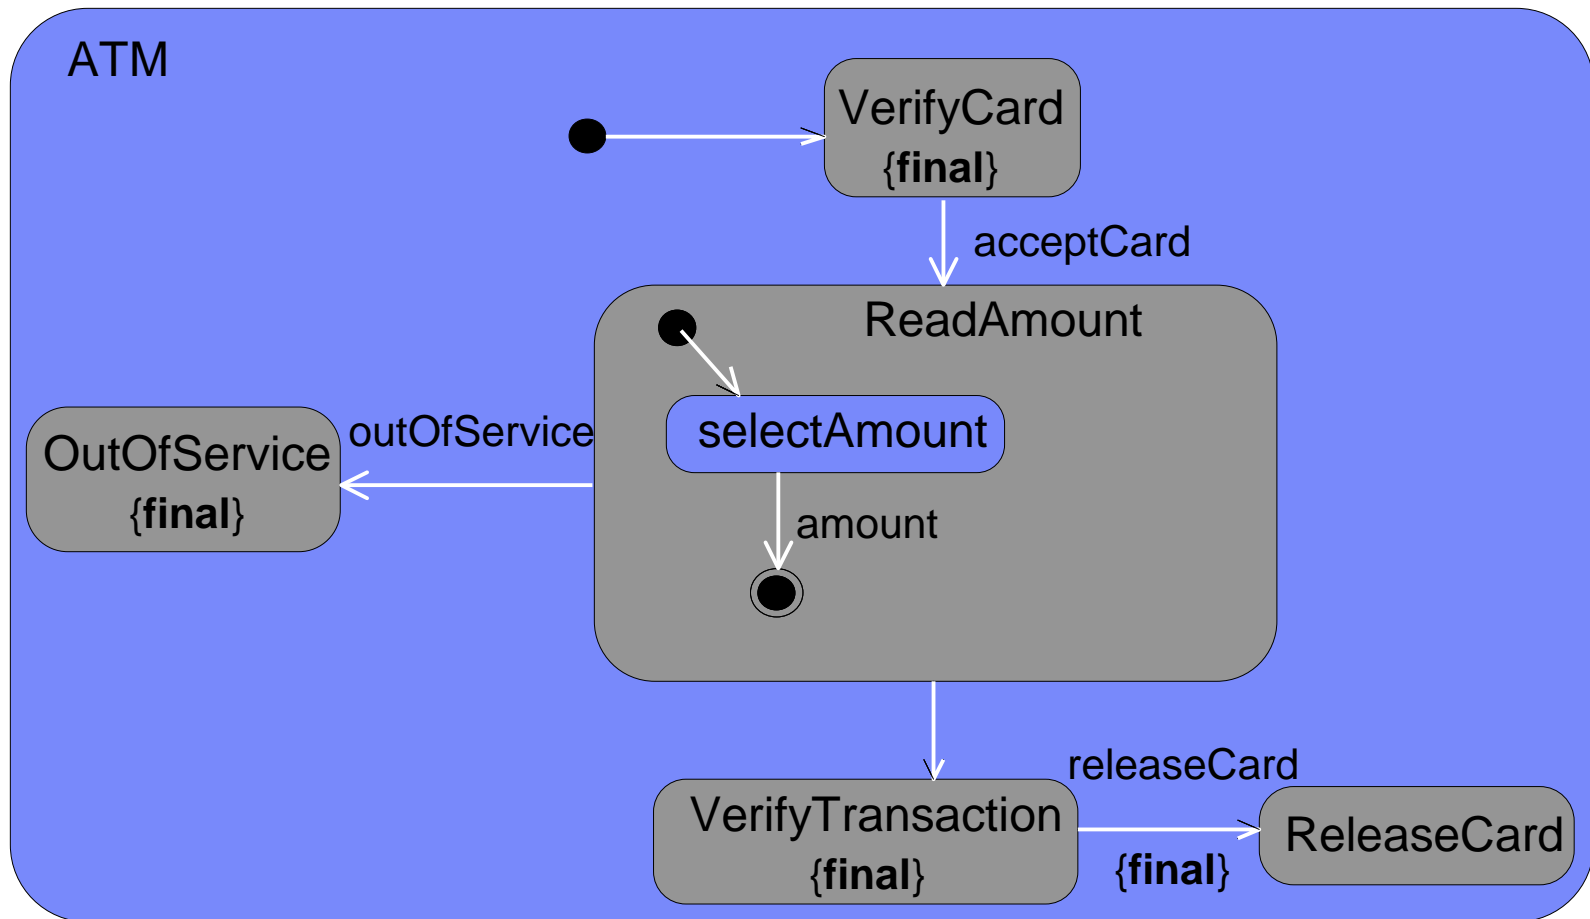 ATM
VerifyCard
{final}
acceptCard
ReadAmount
selectAmount
outOfService
OutOfService
{final}
amount
releaseCard
VerifyTransaction
{final}
{final}
ReleaseCard